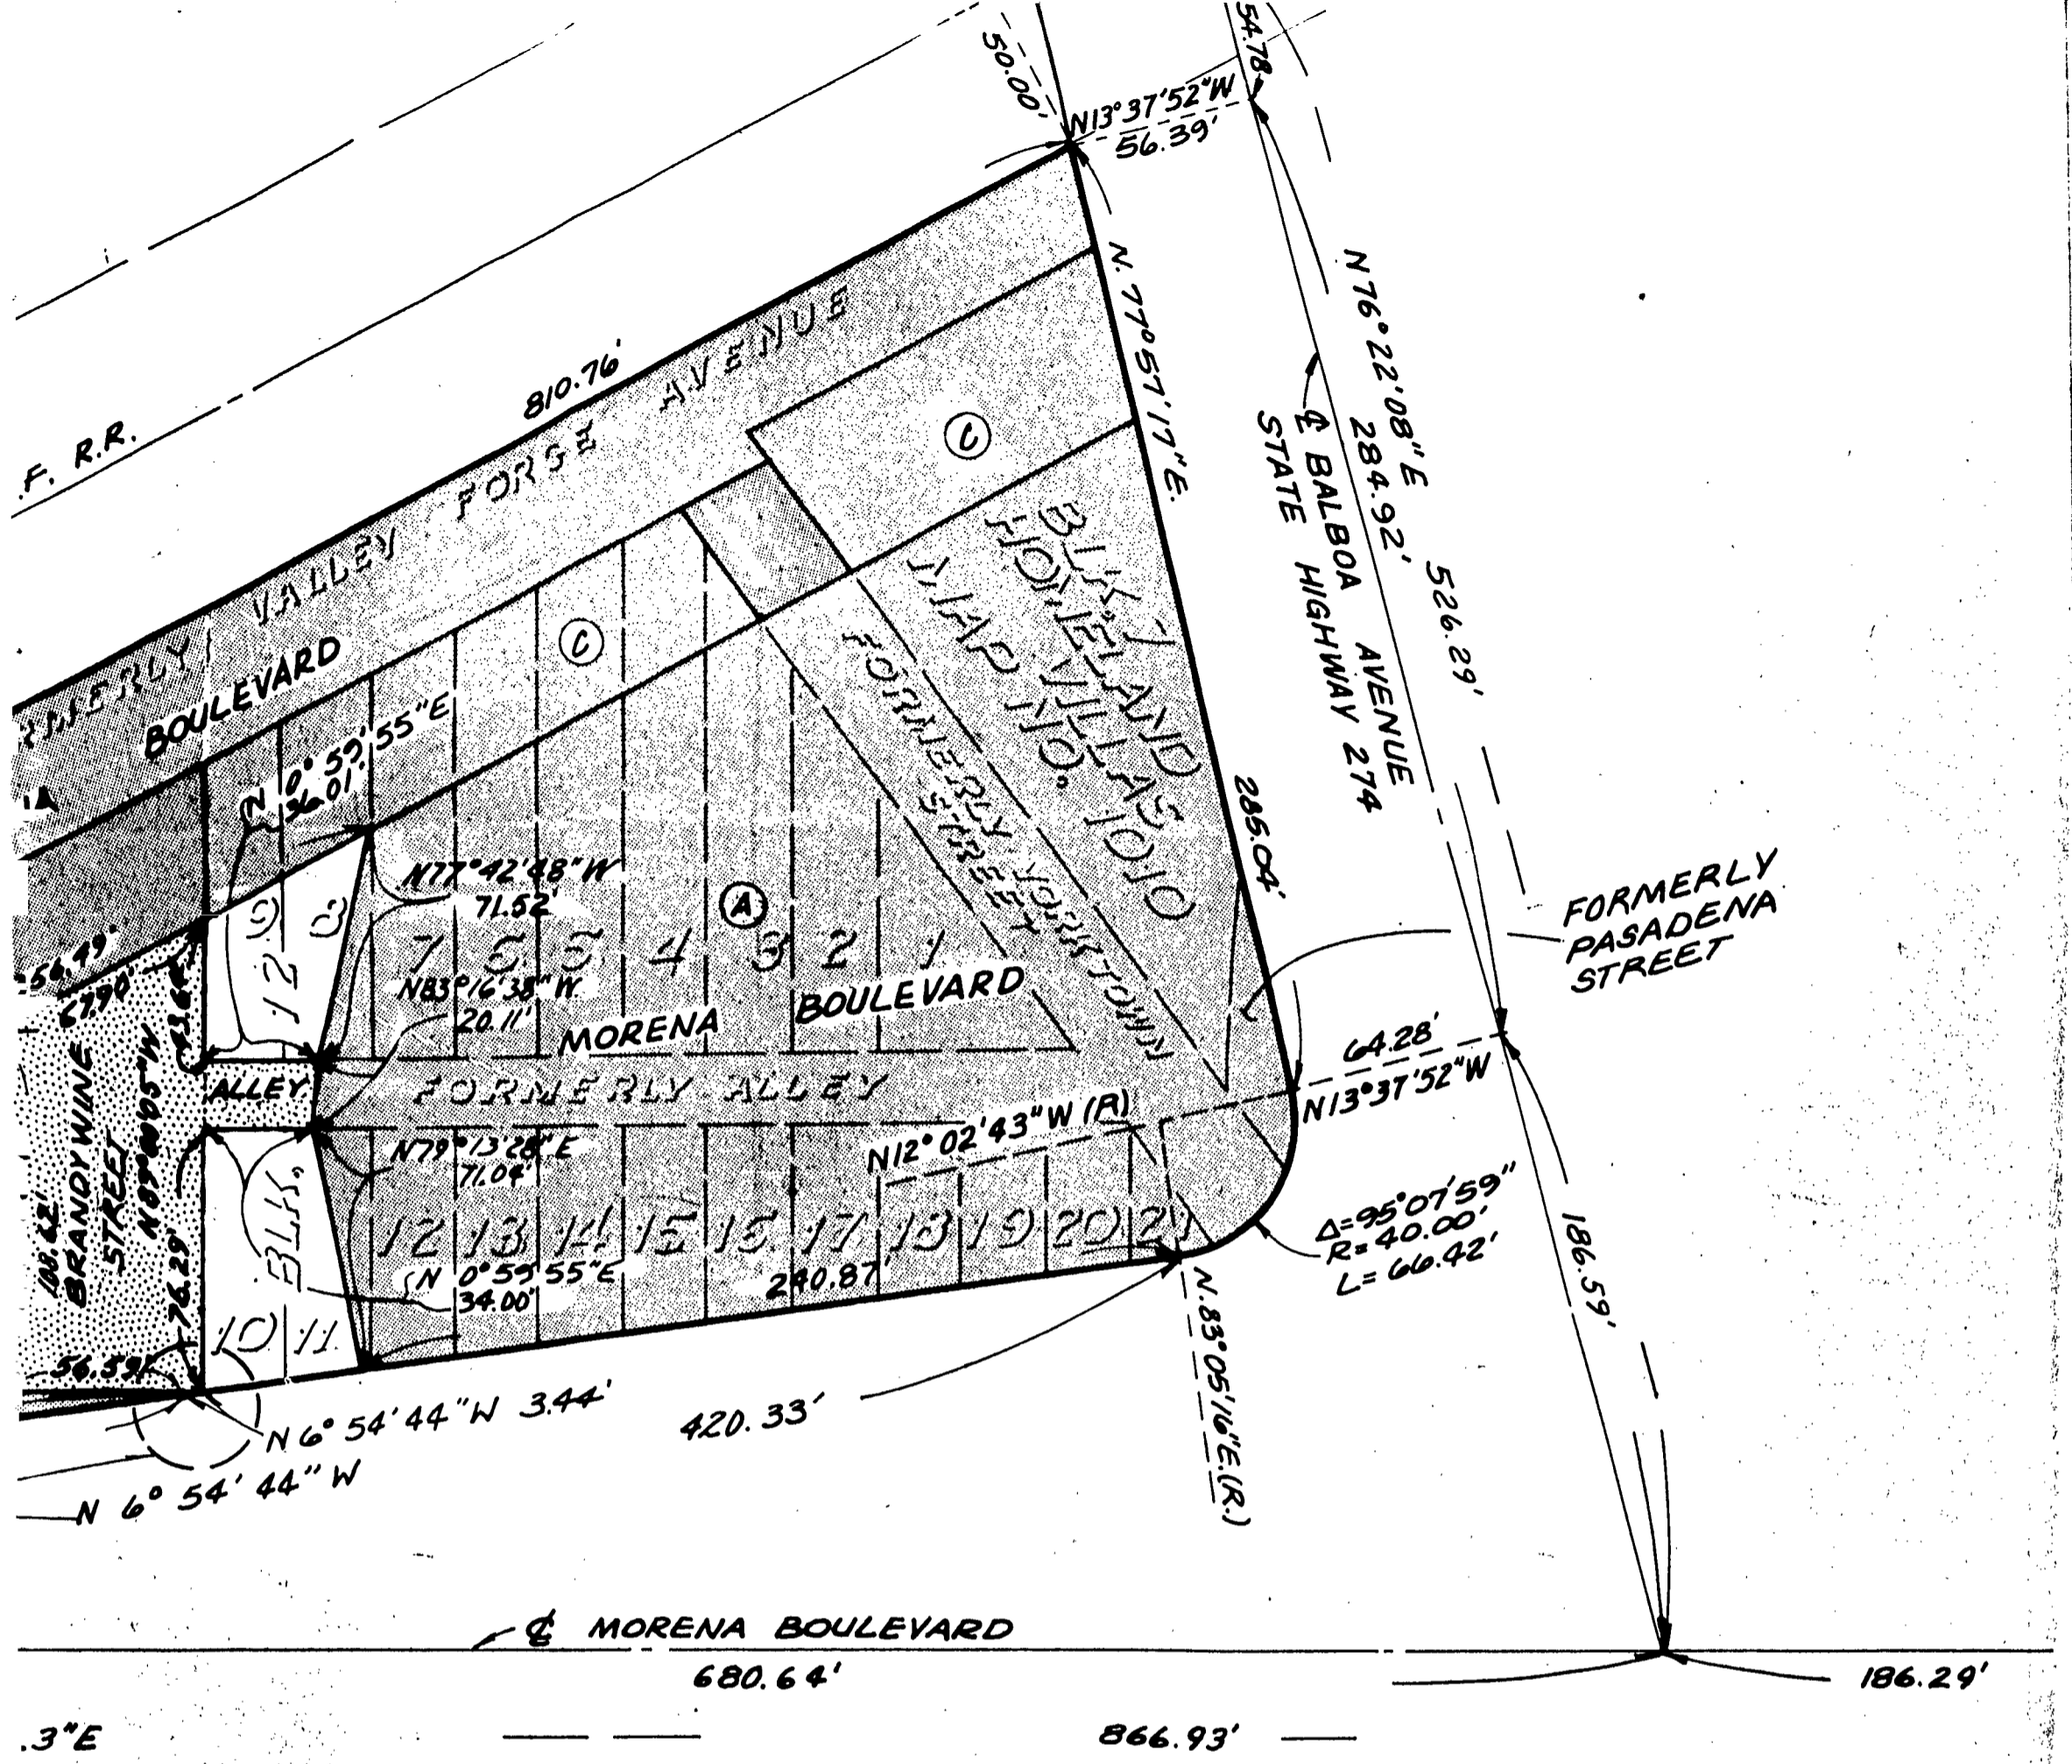 50.00'
54.78
N13°37'52"W
56.39'
N. 77°57'17"E.
N76°22'08"E
284.92'
526.29'
℄ BALBOA AVENUE
STATE HIGHWAY 274
810.76'
.F. R.R.
VALLEY FORGE AVENUE
BOULEVARD
C
C
BLK. 7
HOMELAND VILLAS
MAP NO. 1010
FORMERLY YORKTOWN
STREET
N 0°59'55"E
36.01'
N77°42'48"W
71.52'
285.04'
FORMERLY
PASADENA
STREET
A
9 8
7 6 5 4 3 2 1
12
N83°16'38"W
20.11'
MORENA BOULEVARD
67.90'
BRANDYWINE
STREET
ALLEY
FORMERLY ALLEY
64.28'
N13°37'52"W
N12°02'43"W (R)
N79°13'28"E
71.04'
BLK.
12 13 14 15 16 17 18 19 20 21
N 0°59'55"E
34.00'
240.87'
Δ=95°07'59"
R=40.00'
L=66.42'
186.59'
76.29'
10 11
56.59'
N 6°54'44"W 3.44'
420.33'
N 6°54'44"W
N.83°05'16"E.(R.)
℄ MORENA BOULEVARD
680.64'
186.29'
.3"E
866.93'